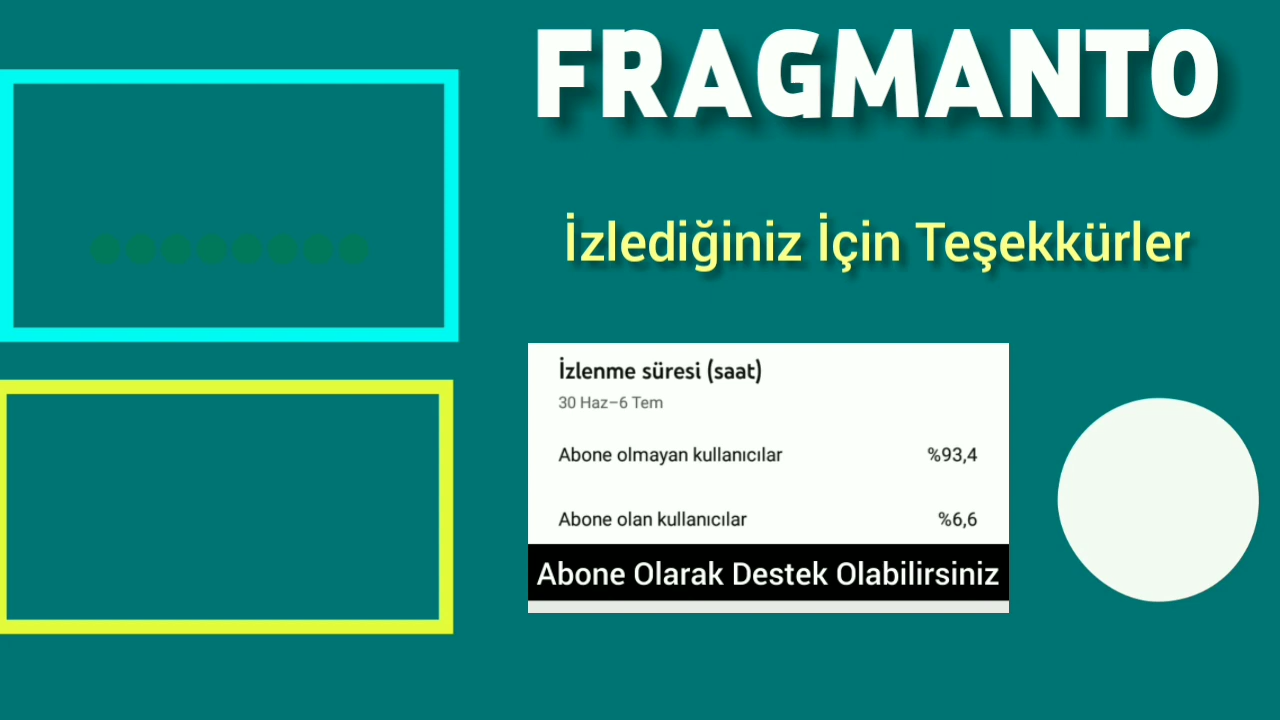 FRAGMANTO
İzlediğiniz İçin Teşekkürler
İzlenme süresi (saat)
30 Haz–6 Tem
Abone olmayan kullanıcılar %93,4
Abone olan kullanıcılar %6,6
Abone Olarak Destek Olabilirsiniz